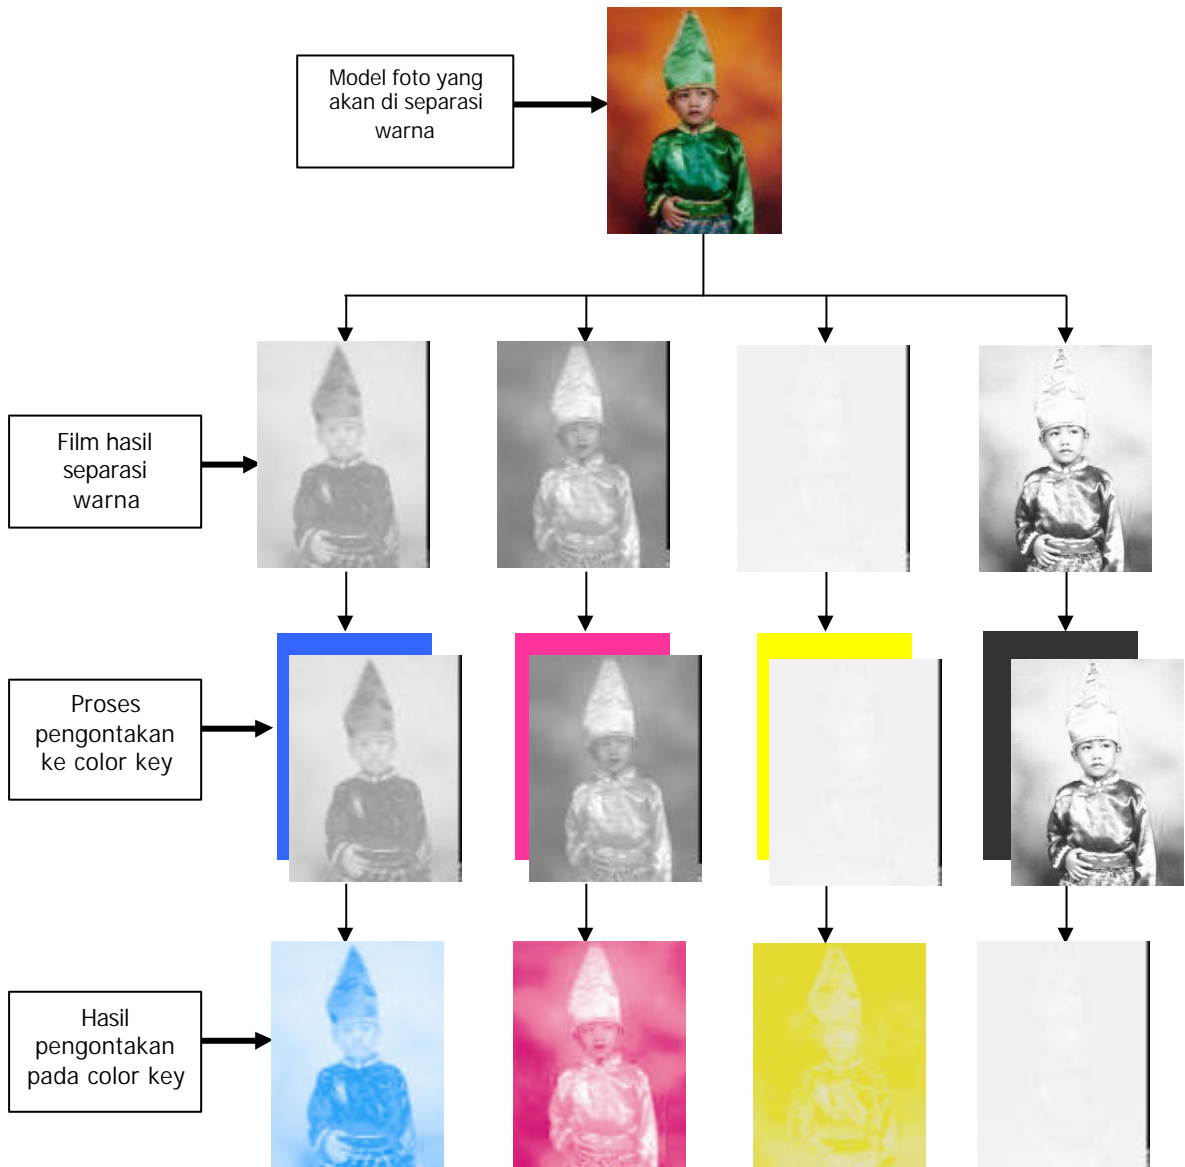 Model foto yang
akan di separasi
warna
Film hasil
separasi
warna
Proses
pengontakan
ke color key
Hasil
pengontakan
pada color key